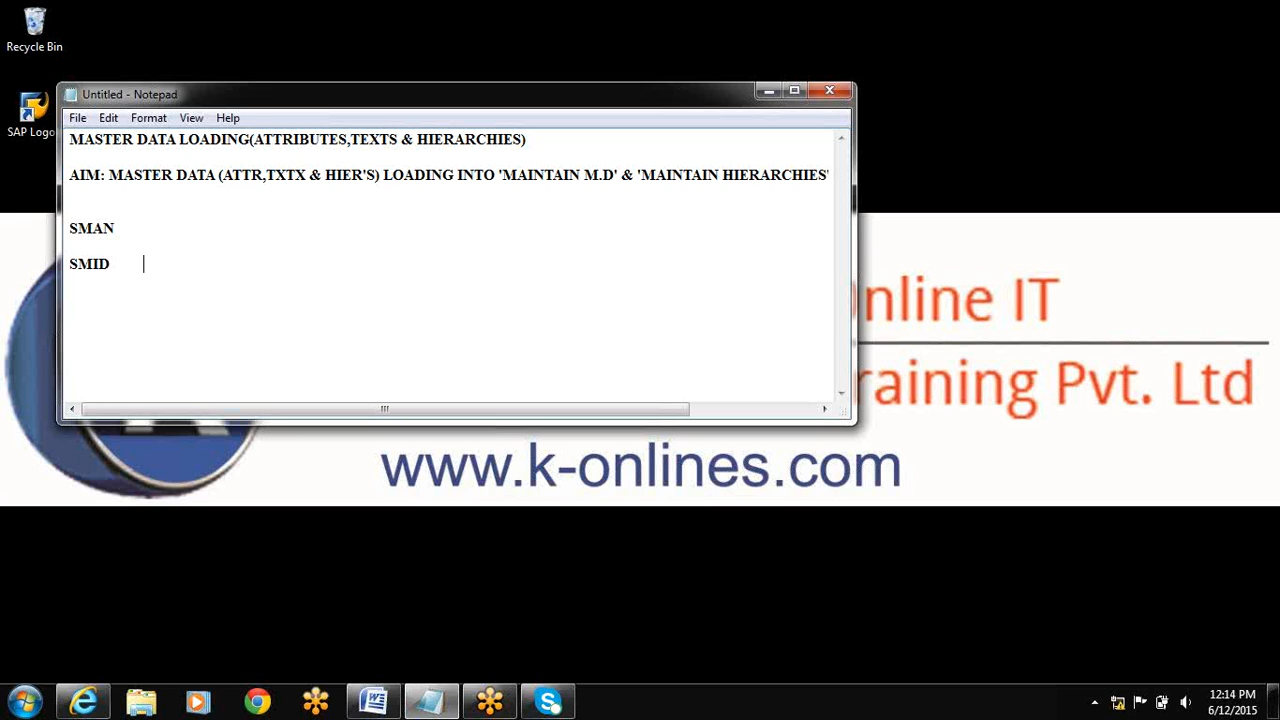 Recycle Bin
SAP Logo
Untitled - Notepad
File Edit Format View Help
MASTER DATA LOADING(ATTRIBUTES,TEXTS & HIERARCHIES)
AIM: MASTER DATA (ATTR,TXTX & HIER'S) LOADING INTO 'MAINTAIN M.D' & 'MAINTAIN HIERARCHIES'
SMAN
SMID
nline IT
raining Pvt. Ltd
www.k-onlines.com
12:14 PM
6/12/2015